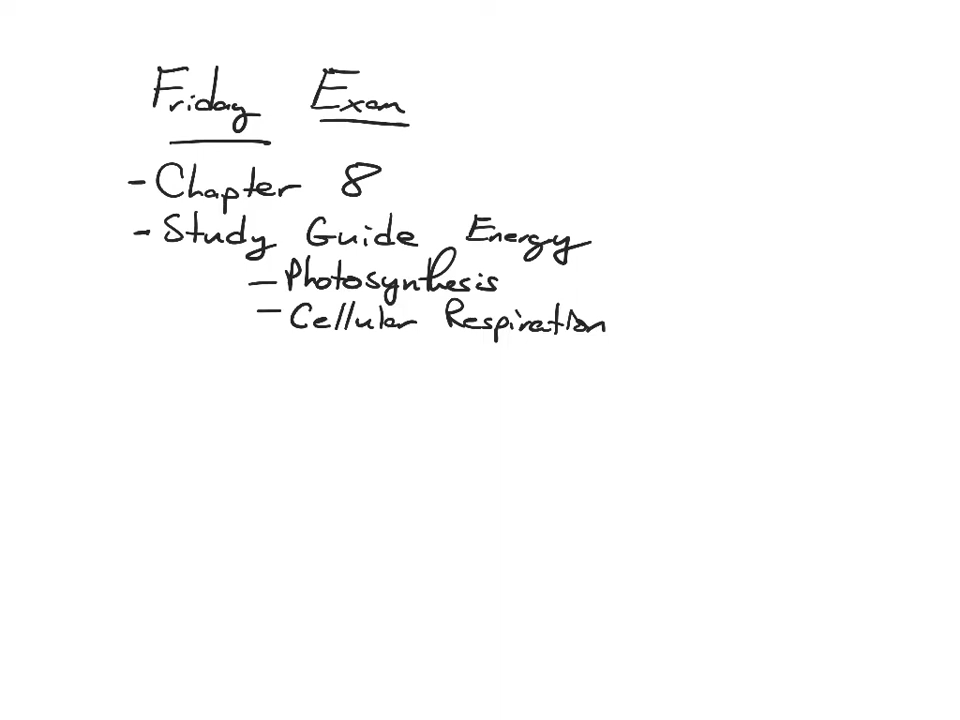 Friday Exam
- Chapter 8
- Study Guide Energy
- Photosynthesis
- Cellular Respiration